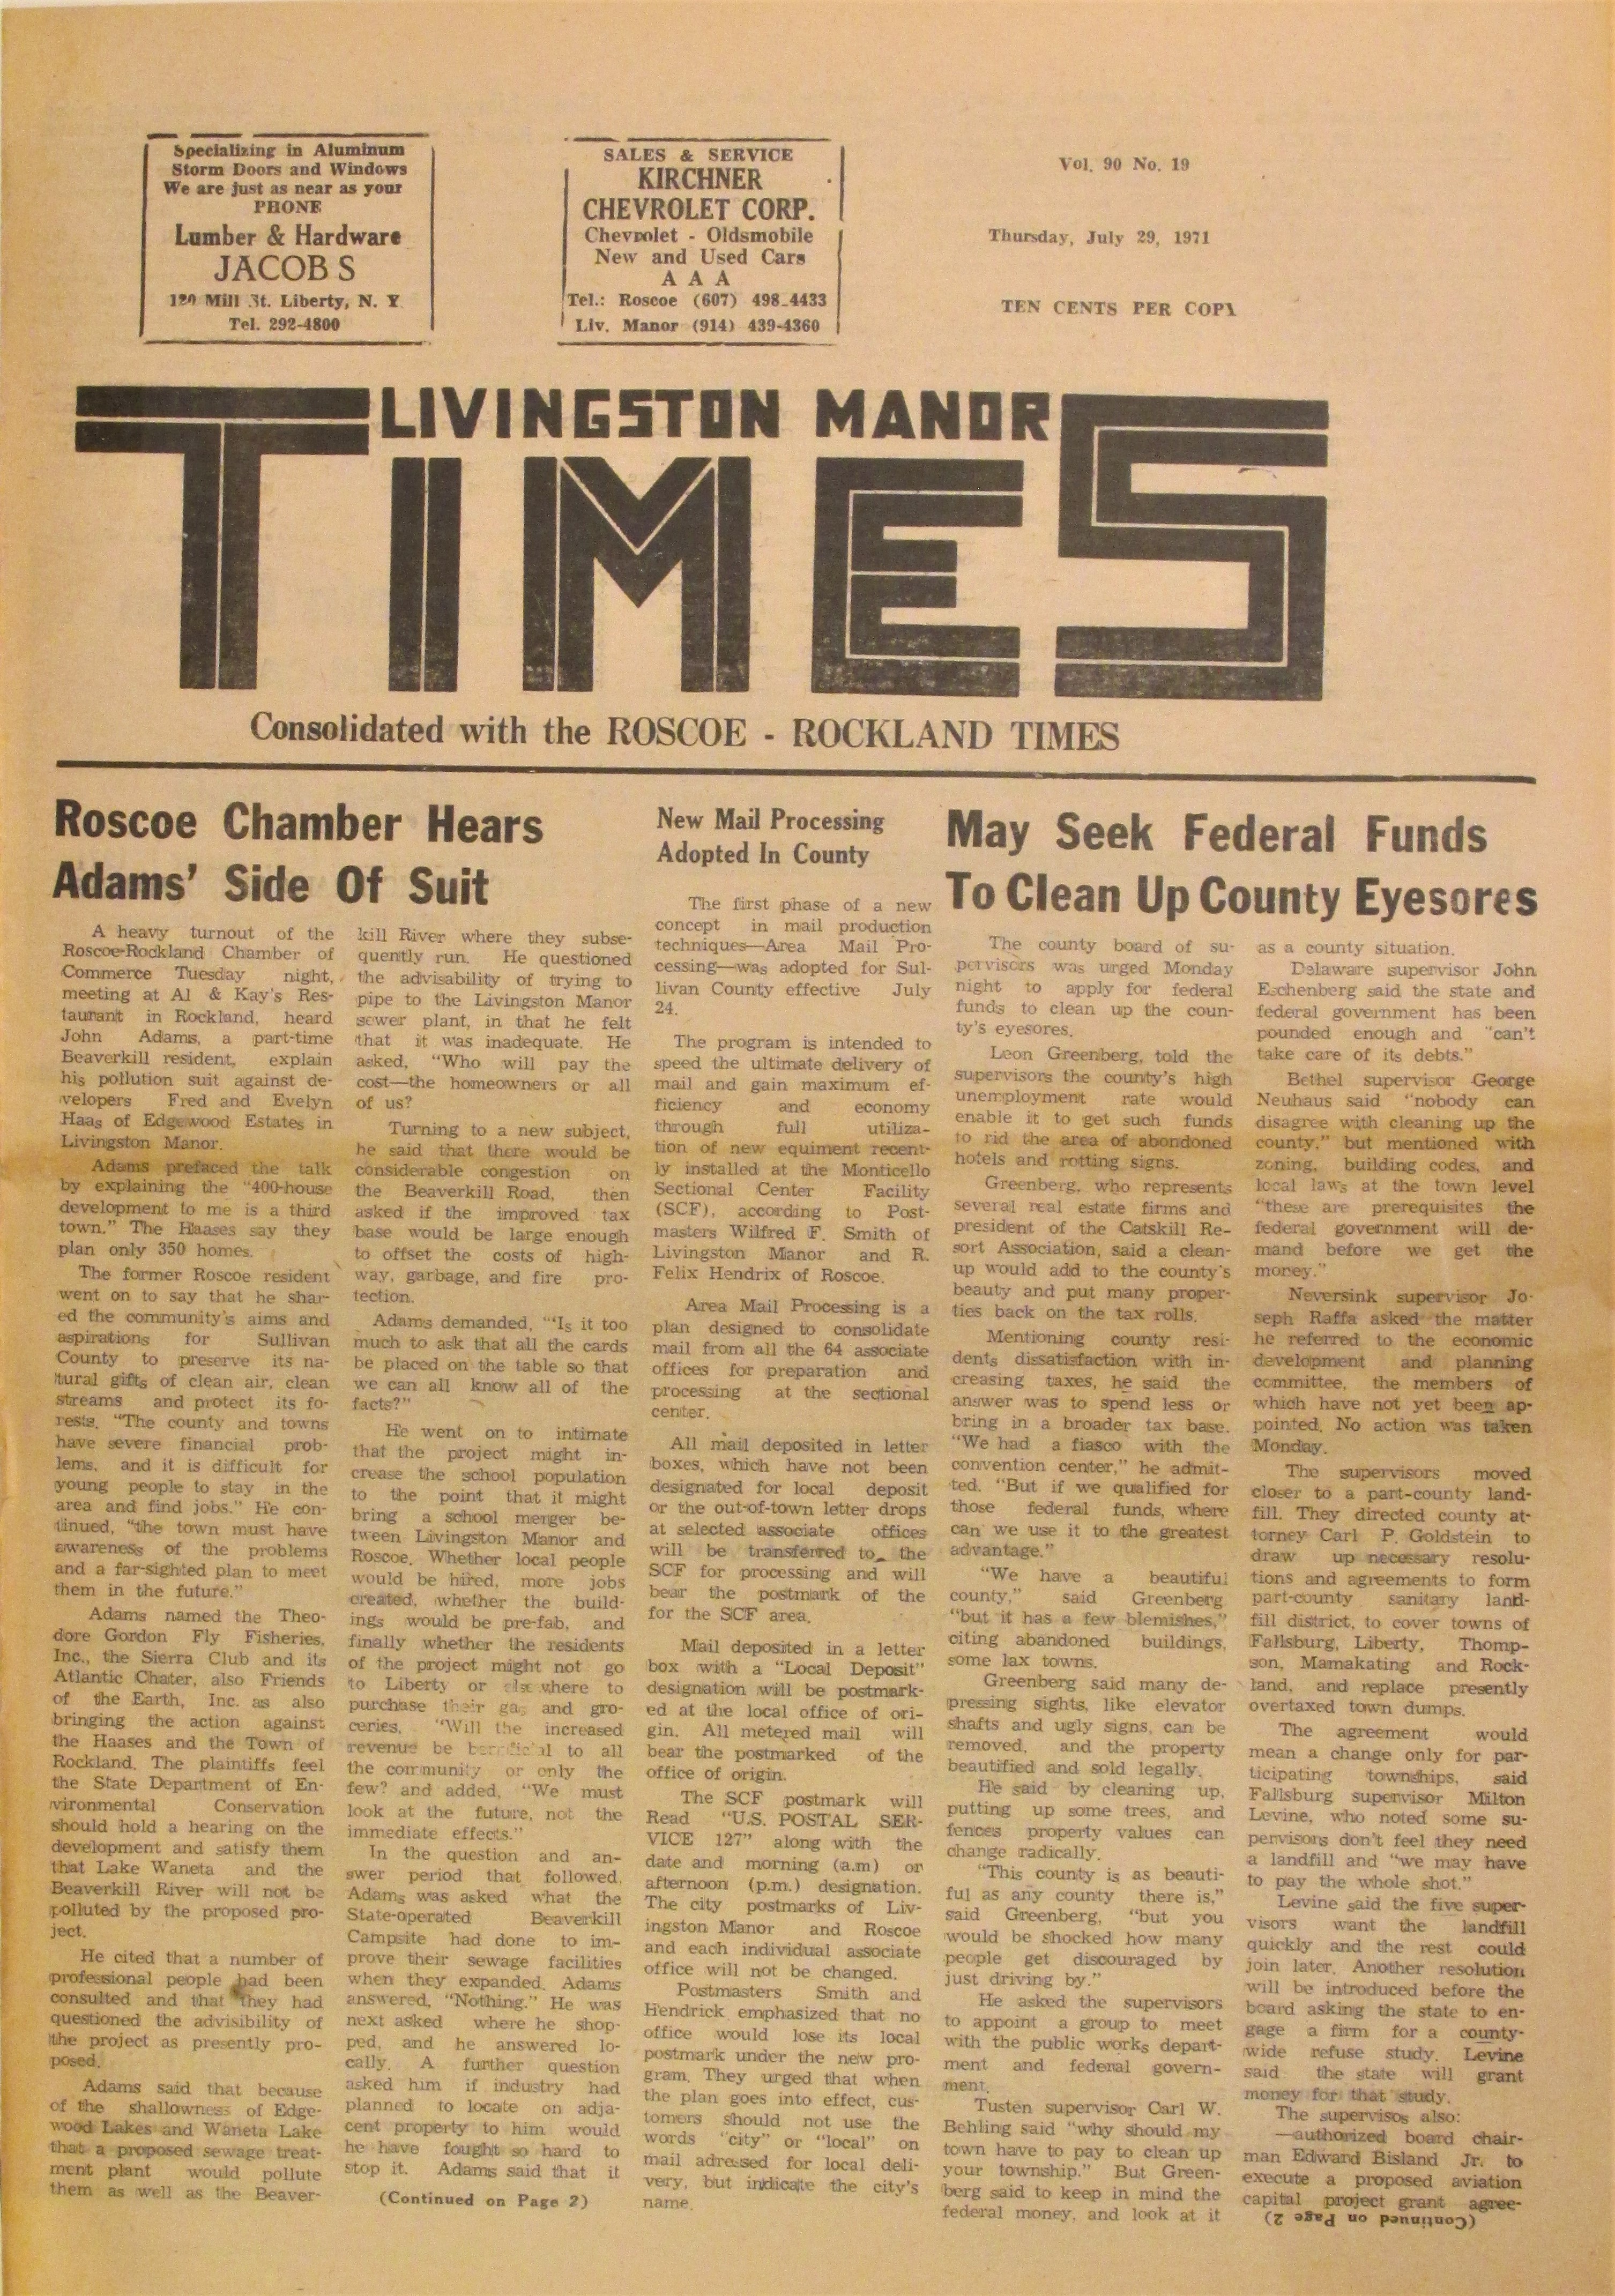 Specializing in Aluminum
Storm Doors and Windows
We are just as near as your
PHONE
Lumber & Hardware
JACOBS
120 Mill St. Liberty, N. Y.
Tel. 292-4800
SALES & SERVICE
KIRCHNER
CHEVROLET CORP.
Chevrolet - Oldsmobile
New and Used Cars
A A A
Tel.: Roscoe (607) 498-4433
Liv. Manor (914) 439-4360
Vol. 90 No. 19
Thursday, July 29, 1971
TEN CENTS PER COPY
LIVINGSTON MANOR
TIMES
Consolidated with the ROSCOE - ROCKLAND TIMES
Roscoe Chamber Hears
Adams' Side Of Suit
A heavy turnout of the
Roscoe-Rockland Chamber of
Commerce Tuesday night,
meeting at Al & Kay's Res-
taurant in Rockland, heard
John Adams, a part-time
Beaverkill resident, explain
his pollution suit against de-
velopers Fred and Evelyn
Haas of Edgewood Estates in
Livingston Manor.
Adams prefaced the talk
by explaining the "400-house
development to me is a third
town." The Haases say they
plan only 350 homes.
The former Roscoe resident
went on to say that he shar-
ed the community's aims and
aspirations for Sullivan
County to preserve its na-
tural gifts of clean air, clean
streams and protect its fo-
rests. "The county and towns
have severe financial prob-
lems, and it is difficult for
young people to stay in the
area and find jobs." He con-
tinued, "the town must have
awareness of the problems
and a far-sighted plan to meet
them in the future."
Adams named the Theo-
dore Gordon Fly Fisheries,
Inc., the Sierra Club and its
Atlantic Chater, also Friends
of the Earth, Inc. as also
bringing the action against
the Haases and the Town of
Rockland. The plaintiffs feel
the State Department of En-
vironmental Conservation
should hold a hearing on the
development and satisfy them
that Lake Waneta and the
Beaverkill River will not be
polluted by the proposed pro-
ject.
He cited that a number of
professional people had been
consulted and that they had
questioned the advisibility of
the project as presently pro-
posed.
Adams said that because
of the shallowness of Edge-
wood Lakes and Waneta Lake
that a proposed sewage treat-
ment plant would pollute
them as well as the Beaver-
kill River where they subse-
quently run. He questioned
the advisability of trying to
pipe to the Livingston Manor
sewer plant, in that he felt
that it was inadequate. He
asked, "Who will pay the
cost—the homeowners or all
of us?
Turning to a new subject,
he said that there would be
considerable congestion on
the Beaverkill Road, then
asked if the improved tax
base would be large enough
to offset the costs of high-
way, garbage, and fire pro-
tection.
Adams demanded, "'Is it too
much to ask that all the cards
be placed on the table so that
we can all know all of the
facts?"
He went on to intimate
that the project might in-
crease the school population
to the point that it might
bring a school merger be-
tween Livingston Manor and
Roscoe. Whether local people
would be hired, more jobs
created, whether the build-
ings would be pre-fab, and
finally whether the residents
of the project might not go
to Liberty or elsewhere to
purchase their gas and gro-
ceries. "Will the increased
revenue be beneficial to all
the community or only the
few? and added, "We must
look at the future, not the
immediate effects."
In the question and an-
swer period that followed,
Adams was asked what the
State-operated Beaverkill
Campsite had done to im-
prove their sewage facilities
when they expanded. Adams
answered, "Nothing." He was
next asked where he shop-
ped, and he answered lo-
cally. A further question
asked him if industry had
planned to locate on adja-
cent property to him would
he have fought so hard to
stop it. Adams said that it
(Continued on Page 2)
New Mail Processing
Adopted In County
The first phase of a new
concept in mail production
techniques—Area Mail Pro-
cessing—was adopted for Sul-
livan County effective July
24.
The program is intended to
speed the ultimate delivery of
mail and gain maximum ef-
ficiency and economy
through full utiliza-
tion of new equiment recent-
ly installed at the Monticello
Sectional Center Facility
(SCF), according to Post-
masters Wilfred F. Smith of
Livingston Manor and R.
Felix Hendrix of Roscoe.
Area Mail Processing is a
plan designed to consolidate
mail from all the 64 associate
offices for preparation and
processing at the sectional
center.
All mail deposited in letter
boxes, which have not been
designated for local deposit
or the out-of-town letter drops
at selected associate offices
will be transferred to the
SCF for processing and will
bear the postmark of the
for the SCF area.
Mail deposited in a letter
box with a "Local Deposit"
designation will be postmark-
ed at the local office of ori-
gin. All metered mail will
bear the postmarked of the
office of origin.
The SCF postmark will
Read "U.S. POSTAL SER-
VICE 127" along with the
date and morning (a.m) or
afternoon (p.m.) designation.
The city postmarks of Liv-
ingston Manor and Roscoe
and each individual associate
office will not be changed.
Postmasters Smith and
Hendrick emphasized that no
office would lose its local
postmark under the new pro-
gram. They urged that when
the plan goes into effect, cus-
tomers should not use the
words "city" or "local" on
mail adressed for local deli-
very, but indicate the city's
name.
May Seek Federal Funds
To Clean Up County Eyesores
The county board of su-
pervisors was urged Monday
night to apply for federal
funds to clean up the coun-
ty's eyesores.
Leon Greenberg, told the
supervisors the county's high
unemployment rate would
enable it to get such funds
to rid the area of abondoned
hotels and rotting signs.
Greenberg, who represents
several real estate firms and
president of the Catskill Re-
sort Association, said a clean-
up would add to the county's
beauty and put many proper-
ties back on the tax rolls.
Mentioning county resi-
dents dissatisfaction with in-
creasing taxes, he said the
answer was to spend less or
bring in a broader tax base.
"We had a fiasco with the
convention center," he admit-
ted. "But if we qualified for
those federal funds, where
can we use it to the greatest
advantage."
"We have a beautiful
county," said Greenberg
"but it has a few blemishes,"
citing abandoned buildings,
some lax towns.
Greenberg said many de-
pressing sights, like elevator
shafts and ugly signs, can be
removed, and the property
beautified and sold legally.
He said by cleaning up,
putting up some trees, and
fences property values can
change radically.
"This county is as beauti-
ful as any county there is,"
said Greenberg, "but you
would be shocked how many
people get discouraged by
just driving by."
He asked the supervisors
to appoint a group to meet
with the public works depart-
ment and federal govern-
ment.
Tusten supervisor Carl W.
Behling said "why should my
town have to pay to clean up
your township." But Green-
berg said to keep in mind the
federal money, and look at it
as a county situation.
Delaware supervisor John
Eschenberg said the state and
federal government has been
pounded enough and "can't
take care of its debts."
Bethel supervisor George
Neuhaus said "nobody can
disagree with cleaning up the
county," but mentioned with
zoning, building codes, and
local laws at the town level
"these are prerequisites the
federal government will de-
mand before we get the
money."
Neversink supervisor Jo-
seph Raffa asked the matter
he referred to the economic
development and planning
committee, the members of
which have not yet been ap-
pointed. No action was taken
Monday.
The supervisors moved
closer to a part-county land-
fill. They directed county at-
torney Carl P. Goldstein to
draw up necessary resolu-
tions and agreements to form
part-county sanitary land-
fill district, to cover towns of
Fallsburg, Liberty, Thomp-
son, Mamakating and Rock-
land, and replace presently
overtaxed town dumps.
The agreement would
mean a change only for par-
ticipating townships, said
Fallsburg supervisor Milton
Levine, who noted some su-
pervisors don't feel they need
a landfill and "we may have
to pay the whole shot."
Levine said the five super-
visors want the landfill
quickly and the rest could
join later. Another resolution
will be introduced before the
board asking the state to en-
gage a firm for a county-
wide refuse study. Levine
said the state will grant
money for that study.
The supervisos also:
—authorized board chair-
man Edward Bisland Jr. to
execute a proposed aviation
capital project grant agree-
(Continued on Page 2)